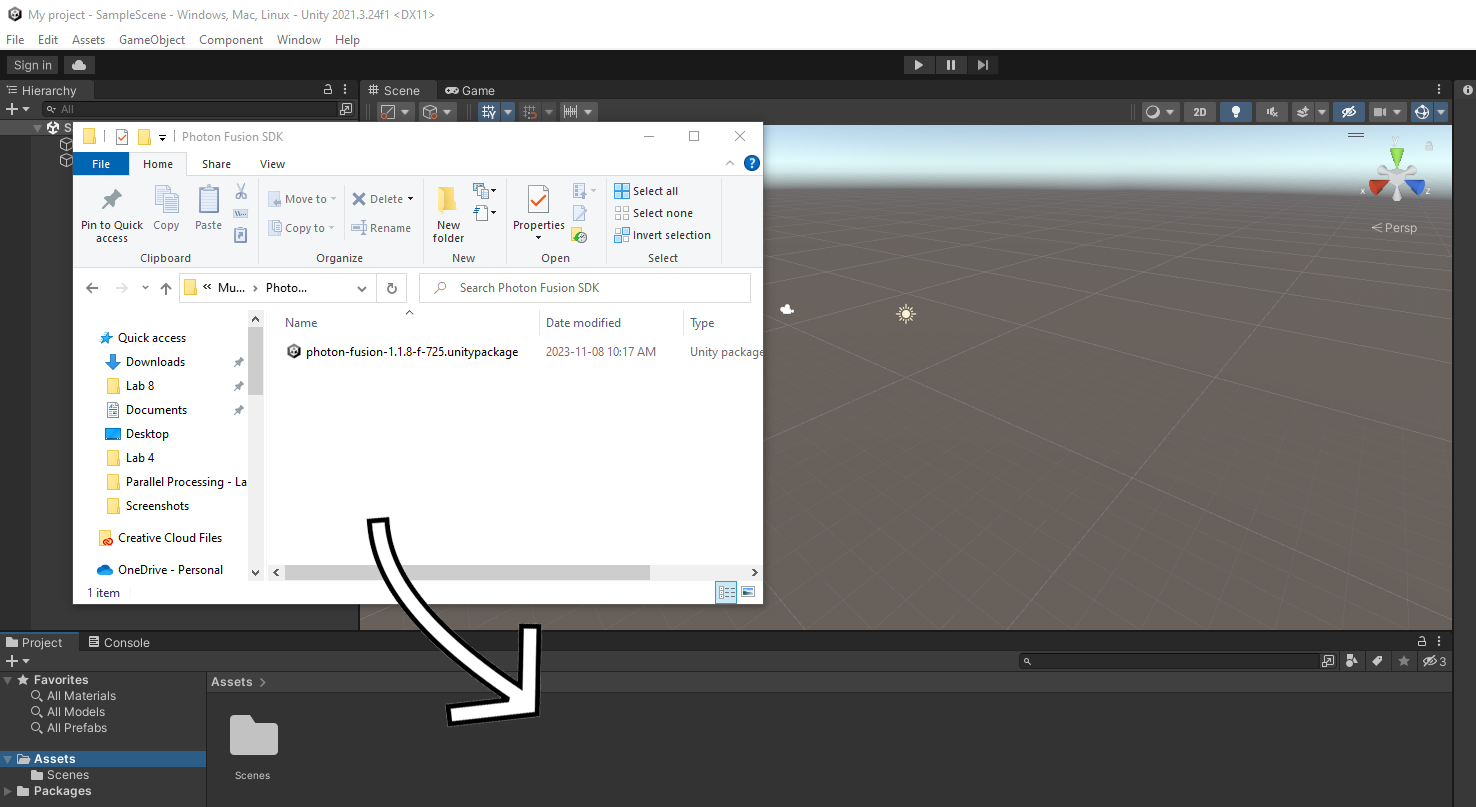 My project - SampleScene - Windows, Mac, Linux - Unity 2021.3.24f1 <DX11>
File Edit Assets GameObject Component Window Help
Sign in
Hierarchy
All
S
Scene Game
2D
Y
X
Z
Persp
Photon Fusion SDK
File Home Share View
?
Pin to Quick access
Copy
Paste
Clipboard
Move to
Copy to
Delete
Rename
Organize
New folder
New
Properties
Open
Select all
Select none
Invert selection
Select
« Mu... › Photo...
Search Photon Fusion SDK
Name Date modified Type
photon-fusion-1.1.8-f-725.unitypackage 2023-11-08 10:17 AM Unity package
Quick access
Downloads
Lab 8
Documents
Desktop
Lab 4
Parallel Processing - La
Screenshots
Creative Cloud Files
OneDrive - Personal
1 item
Project Console
3
Favorites
All Materials
All Models
All Prefabs
Assets
Scenes
Packages
Assets
Scenes